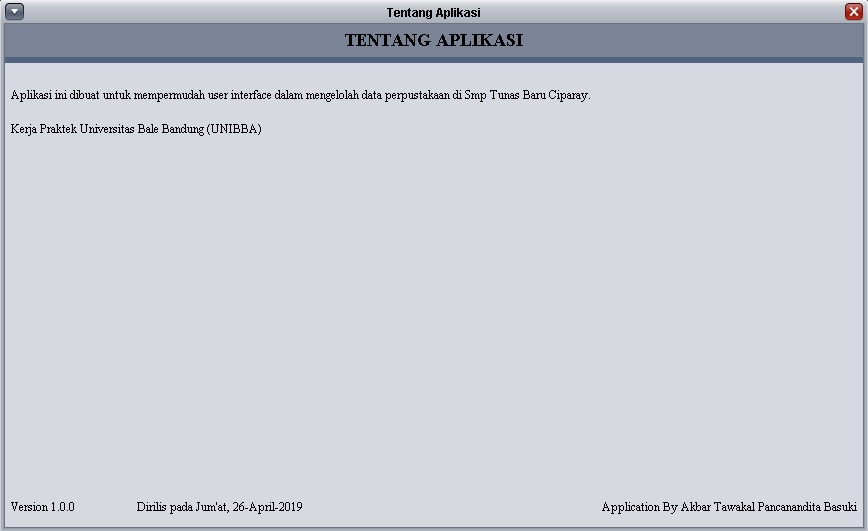 Tentang Aplikasi
TENTANG APLIKASI
Aplikasi ini dibuat untuk mempermudah user interface dalam mengelolah data perpustakaan di Smp Tunas Baru Ciparay.
Kerja Praktek Universitas Bale Bandung (UNIBBA)
Version 1.0.0
Dirilis pada Jum'at, 26-April-2019
Application By Akbar Tawakal Pancanandita Basuki